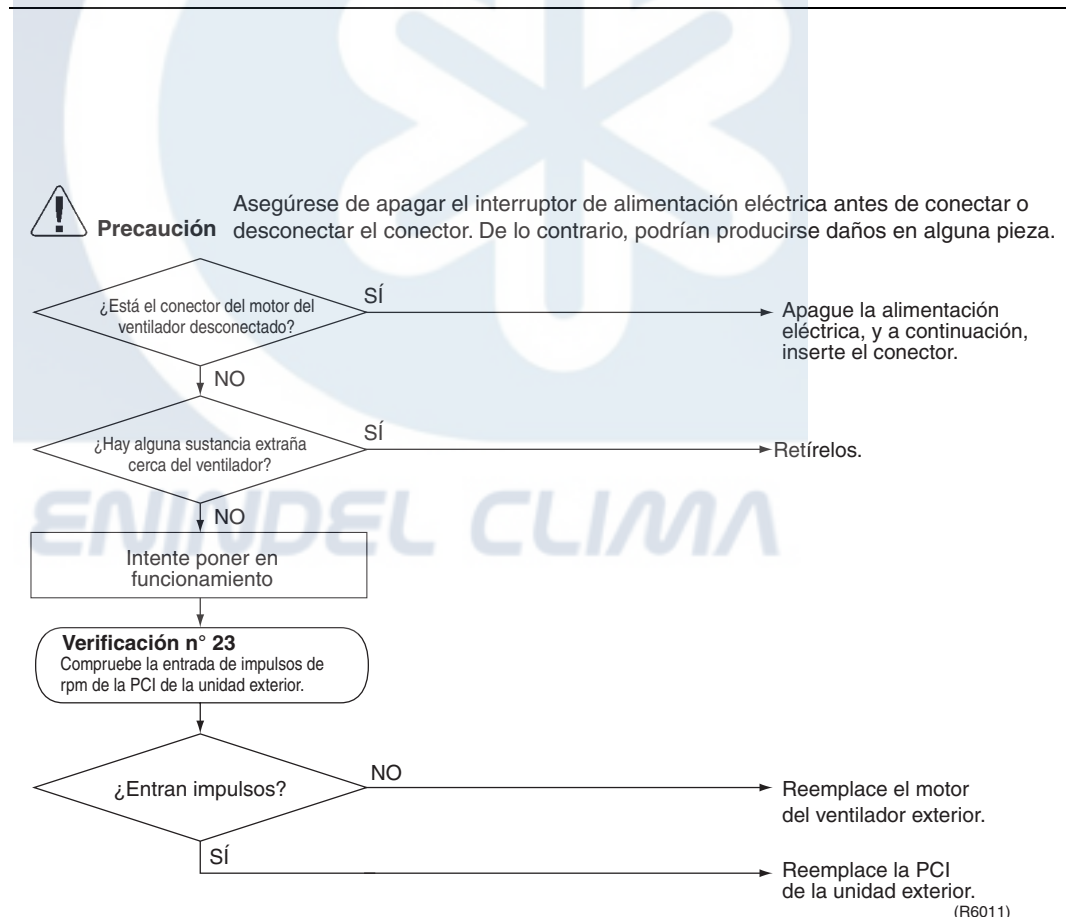 Asegúrese de apagar el interruptor de alimentación eléctrica antes de conectar o
Precaución desconectar el conector. De lo contrario, podrían producirse daños en alguna pieza.
¿Está el conector del motor del
ventilador desconectado?
SÍ
Apague la alimentación
eléctrica, y a continuación,
inserte el conector.
NO
¿Hay alguna sustancia extraña
cerca del ventilador?
SÍ
Retírelos.
NO
ENINDEL CLIMA
Intente poner en
funcionamiento
Verificación n° 23
Compruebe la entrada de impulsos de
rpm de la PCI de la unidad exterior.
¿Entran impulsos?
NO
Reemplace el motor
del ventilador exterior.
SÍ
Reemplace la PCI
de la unidad exterior.
(R6011)